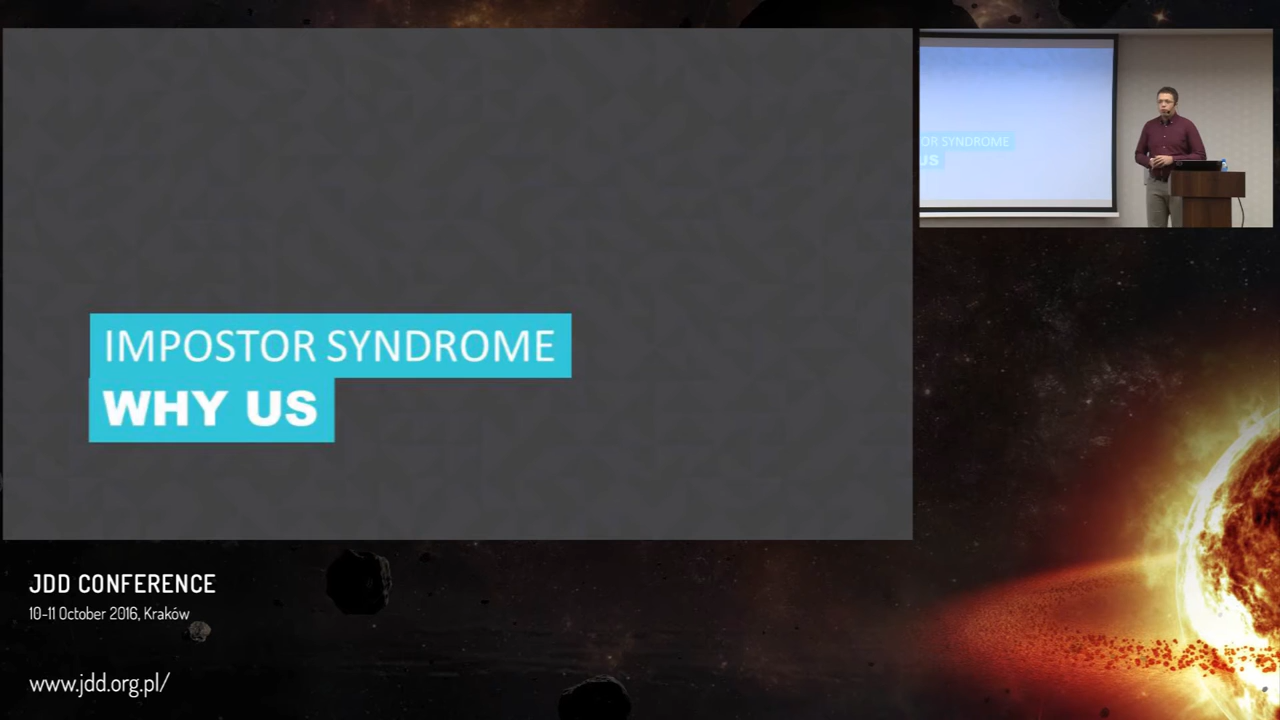 IMPOSTOR SYNDROME
WHY US
OR SYNDROME
US
JDD CONFERENCE
10-11 October 2016, Kraków
www.jdd.org.pl/